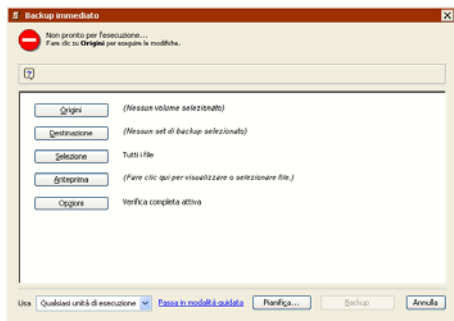 Backup immediato
Non pronto per l'esecuzione...
Fare clic su Origini per eseguire le modifiche.
Origini (Nessun volume selezionato)
Destinazione (Nessun set di backup selezionato)
Selezione Tutti i file
Anteprima (Fare clic qui per visualizzare o selezionare file.)
Opzioni Verifica completa attiva
Usa Qualsiasi unità di esecuzione Passa in modalità guidata Pianifica... Backup Annulla